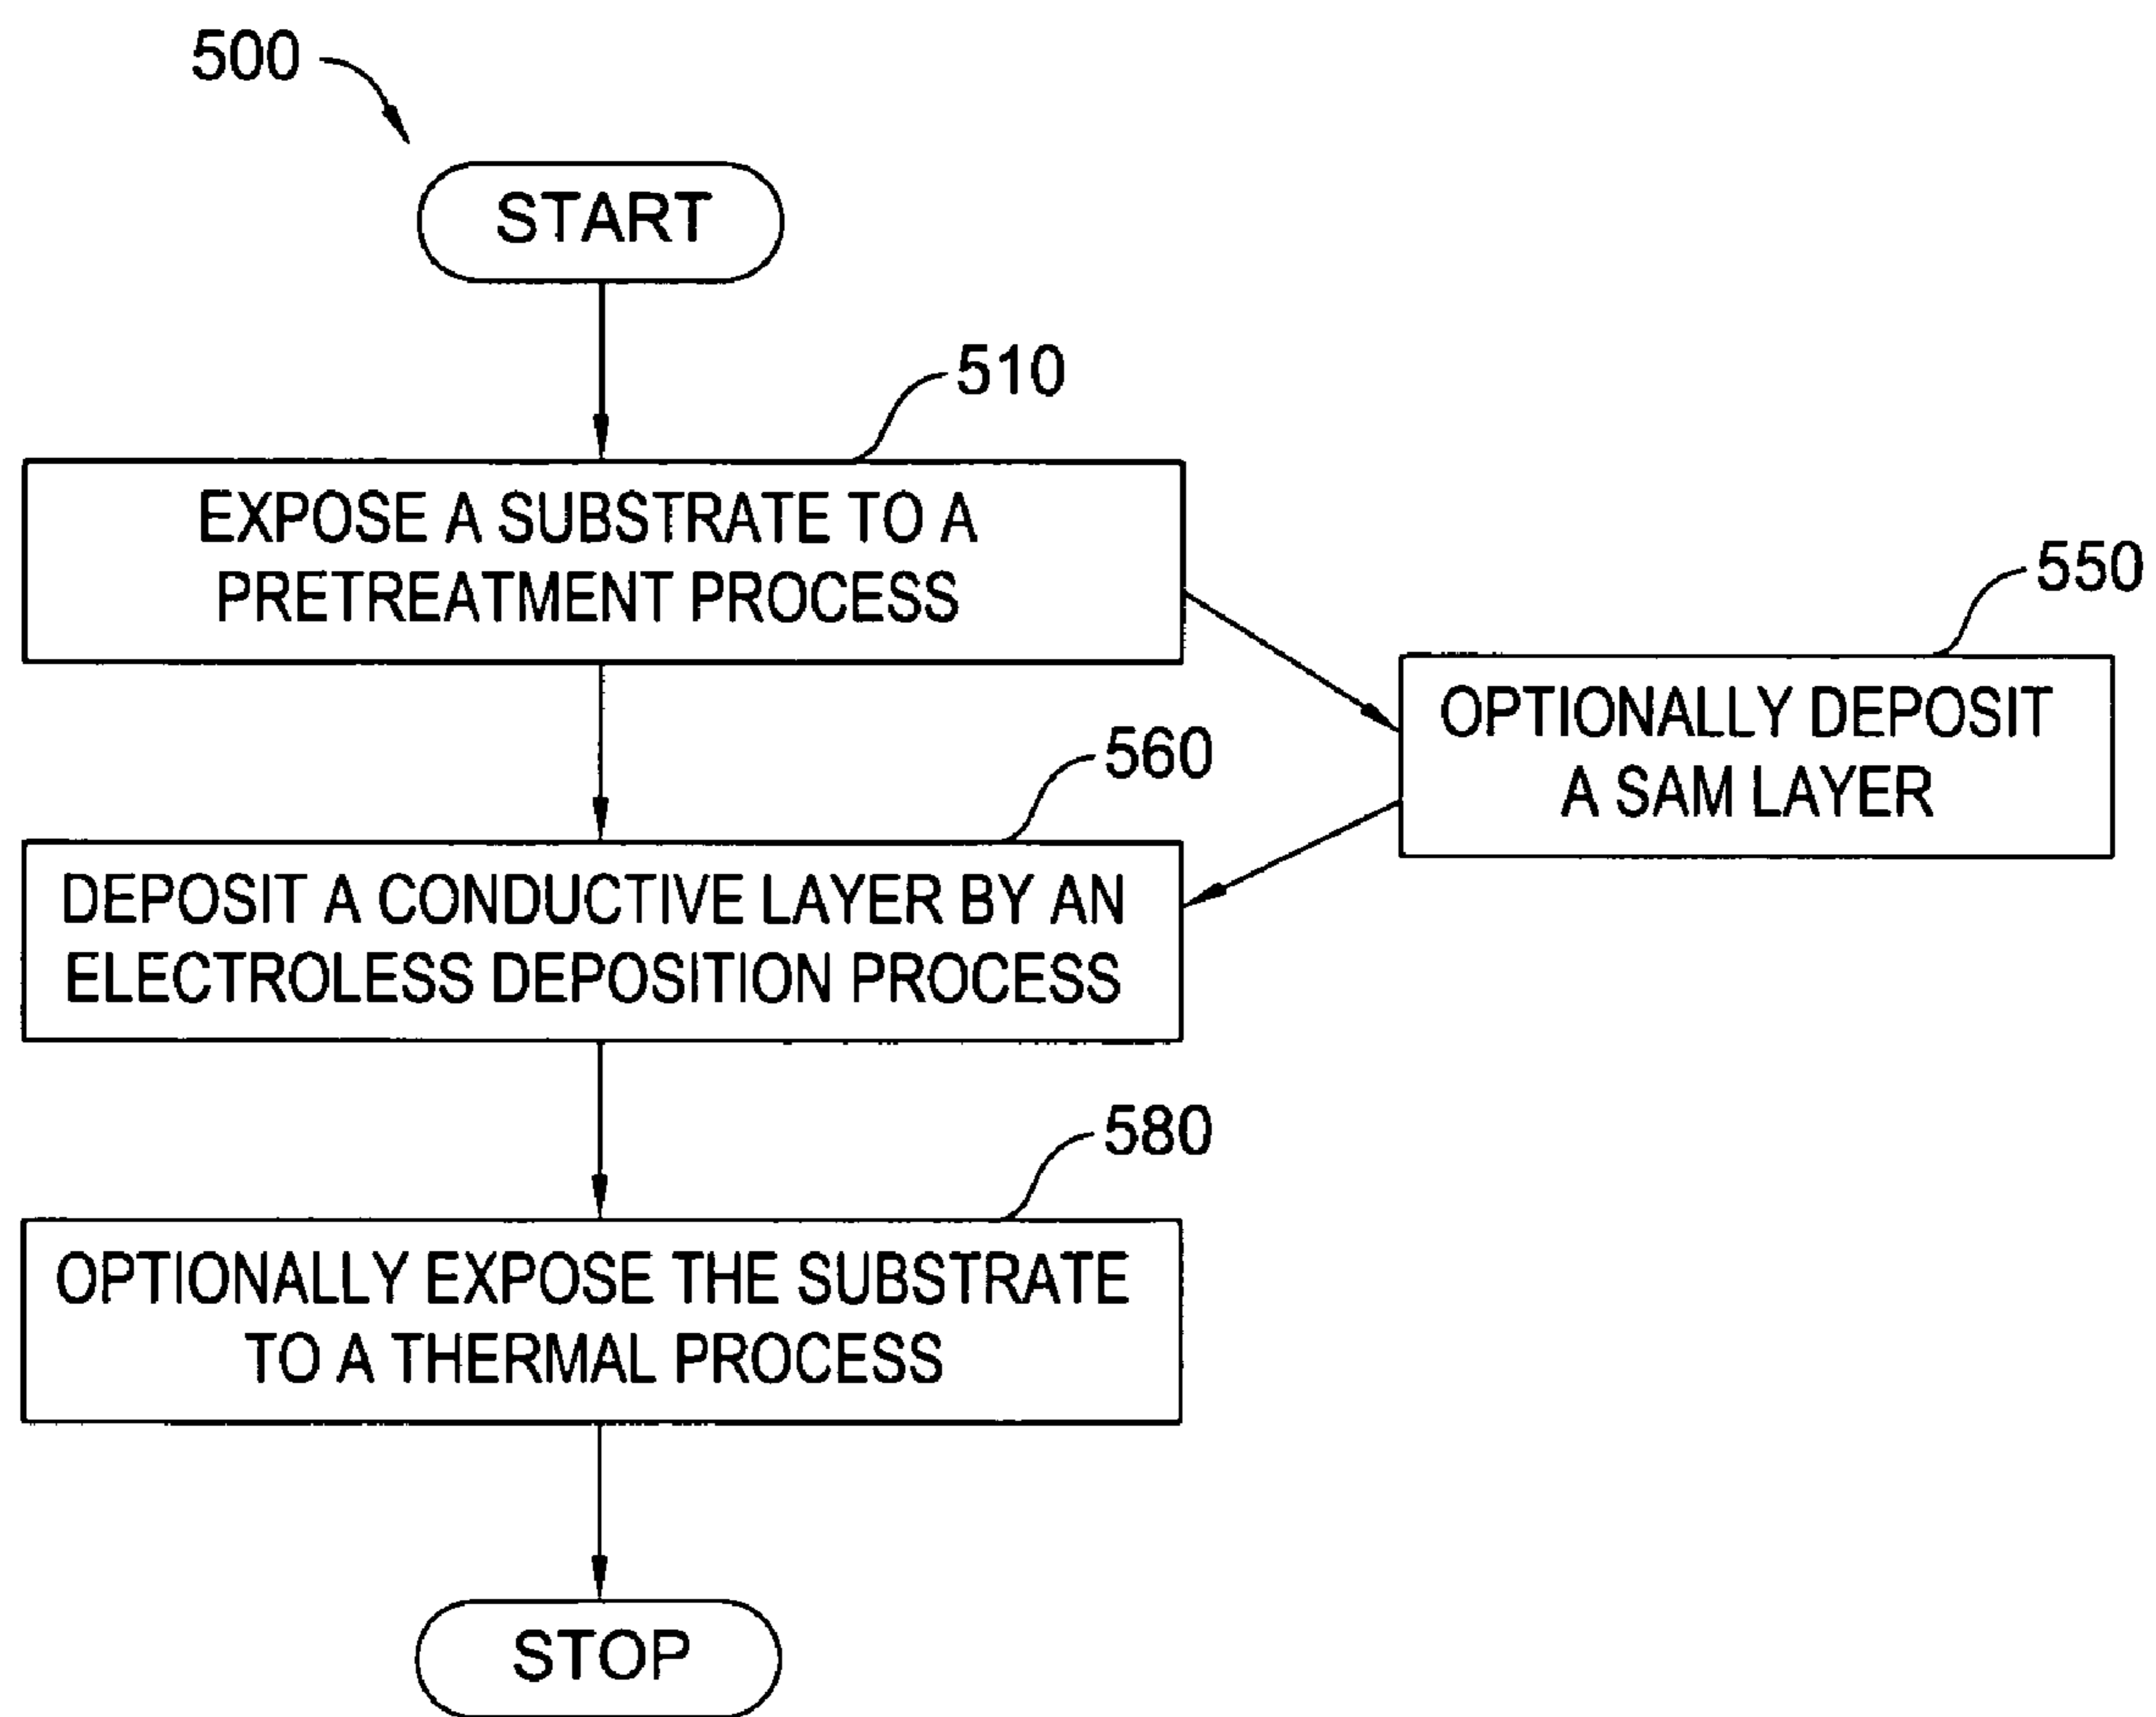 500
START
510
EXPOSE A SUBSTRATE TO A
PRETREATMENT PROCESS
550
OPTIONALLY DEPOSIT
A SAM LAYER
560
DEPOSIT A CONDUCTIVE LAYER BY AN
ELECTROLESS DEPOSITION PROCESS
580
OPTIONALLY EXPOSE THE SUBSTRATE
TO A THERMAL PROCESS
STOP